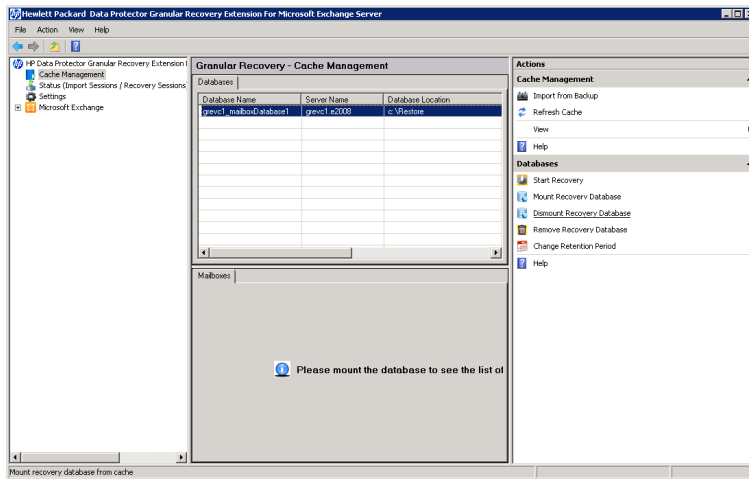 Hewlett Packard Data Protector Granular Recovery Extension For Microsoft Exchange Server
File Action View Help
HP Data Protector Granular Recovery Extension
Cache Management
Status (Import Sessions / Recovery Sessions
Settings
Microsoft Exchange
Granular Recovery - Cache Management
Databases
Database Name Server Name Database Location
grevc1_mailboxDatabase1 grevc1.e2008 c:\Restore
Mailboxes
Please mount the database to see the list of
Actions
Cache Management
Import from Backup
Refresh Cache
View
Help
Databases
Start Recovery
Mount Recovery Database
Dismount Recovery Database
Remove Recovery Database
Change Retention Period
Help
Mount recovery database from cache